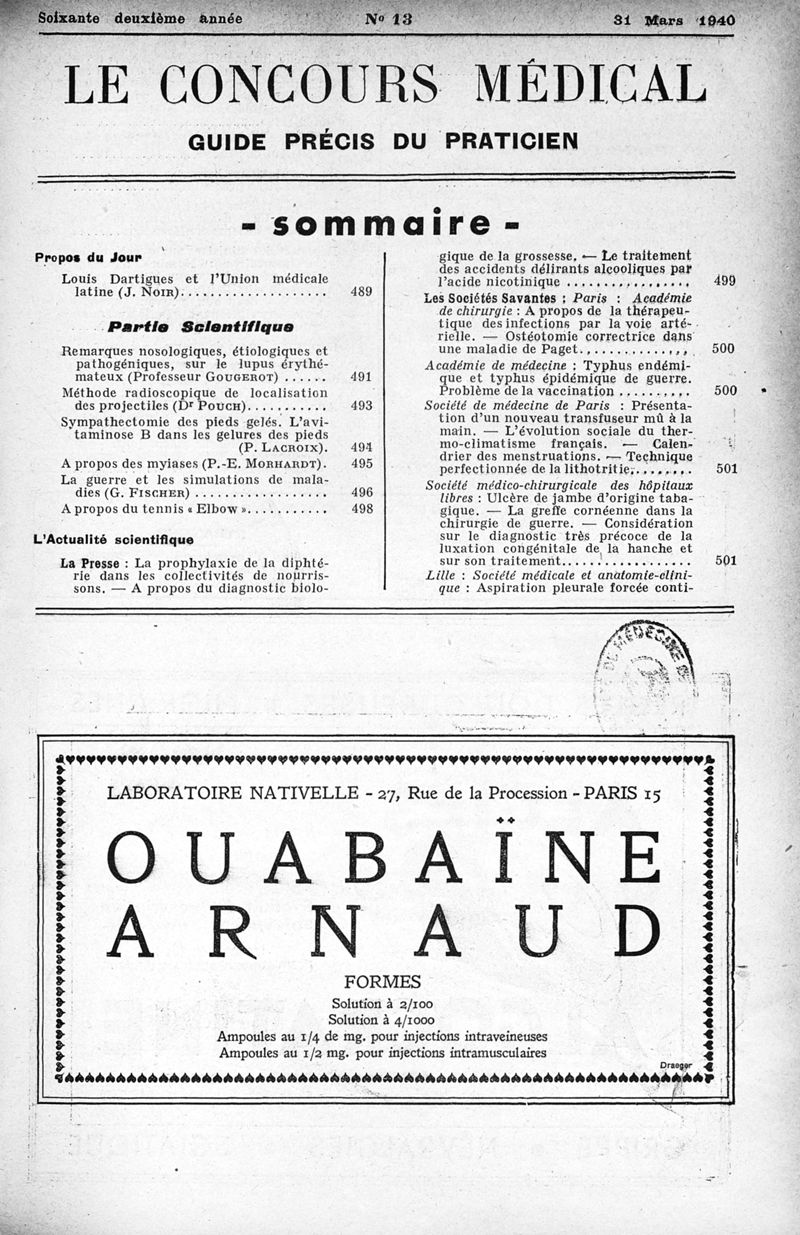 Soixante deuxième année
Nº 13
31 Mars 1940
LE CONCOURS MÉDICAL
GUIDE PRÉCIS DU PRATICIEN
- sommaire -
Propos du Jour
Louis Dartigues et l'Union médicale
latine (J. NOIR).................... 489
Partie Scientifique
Remarques nosologiques, étiologiques et
pathogéniques, sur le lupus érythé-
mateux (Professeur GOUGEROT) ...... 491
Méthode radioscopique de localisation
des projectiles (Dr POUCH)........... 493
Sympathectomie des pieds gelés. L'avi-
taminose B dans les gelures des pieds
(P. LACROIX). 494
A propos des myiases (P.-E. MORHARDT). 495
La guerre et les simulations de mala-
dies (G. FISCHER) .................. 496
A propos du tennis « Elbow »........... 498
L'Actualité scientifique
La Presse : La prophylaxie de la diphté-
rie dans les collectivités de nourris-
sons. — A propos du diagnostic biolo-
gique de la grossesse. — Le traitement
des accidents délirants alcooliques par
l'acide nicotinique ................. 499
Les Sociétés Savantes : Paris : Académie
de chirurgie : A propos de la thérapeu-
tique des infections par la voie arté-
rielle. — Ostéotomie correctrice dans
une maladie de Paget............... 500
Académie de médecine : Typhus endémi-
que et typhus épidémique de guerre.
Problème de la vaccination .......... 500
Société de médecine de Paris : Présenta-
tion d'un nouveau transfuseur mû à la
main. — L'évolution sociale du ther-
mo-climatisme français. — Calen-
drier des menstruations. — Technique
perfectionnée de la lithotritie......... 501
Société médico-chirurgicale des hôpitaux
libres : Ulcère de jambe d'origine taba-
gique. — La greffe cornéenne dans la
chirurgie de guerre. — Considération
sur le diagnostic très précoce de la
luxation congénitale de la hanche et
sur son traitement.................. 501
Lille : Société médicale et anatomie-clini-
que : Aspiration pleurale forcée conti-
DE MÉDECINE DE
LABORATOIRE NATIVELLE - 27, Rue de la Procession - PARIS 15
OUABAÏNE
ARNAUD
FORMES
Solution à 2/100
Solution à 4/1000
Ampoules au 1/4 de mg. pour injections intraveineuses
Ampoules au 1/2 mg. pour injections intramusculaires
Draeger